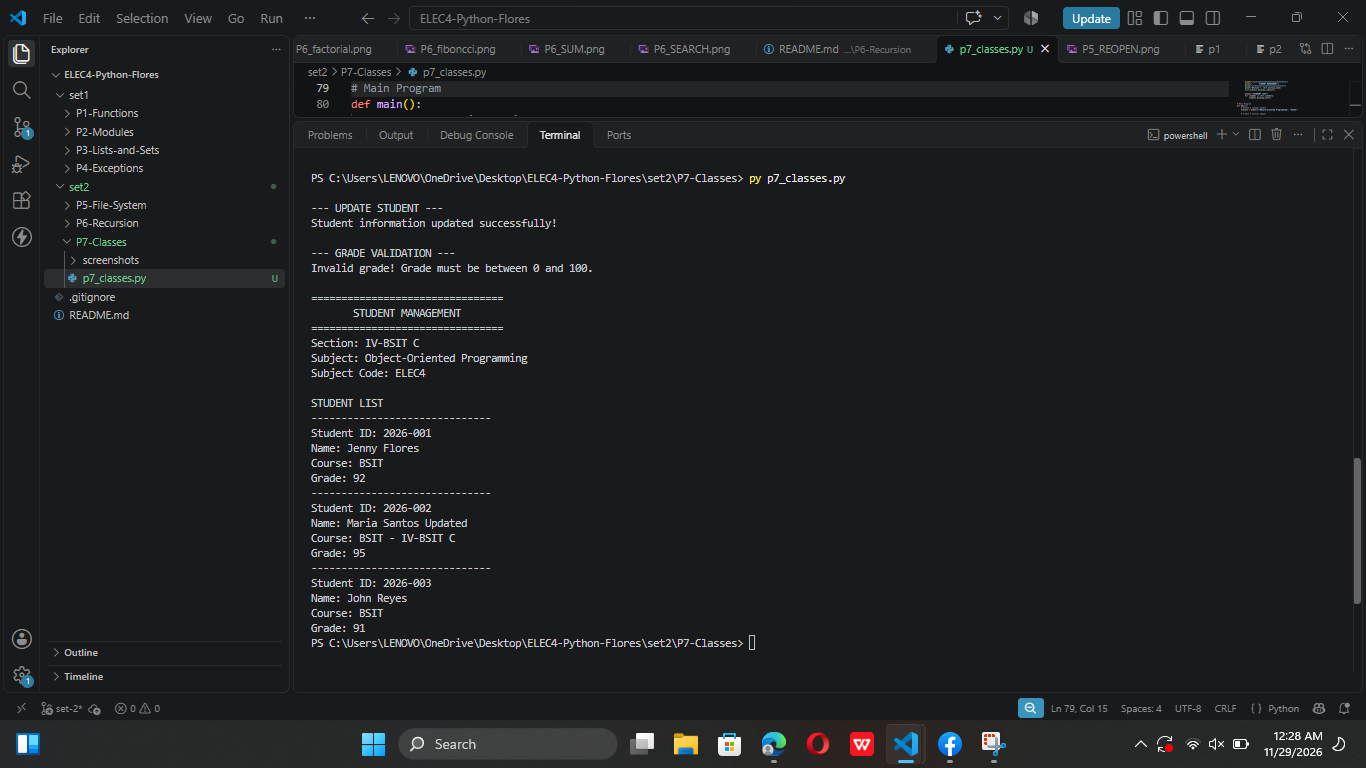 File Edit Selection View Go Run ··· ELEC4-Python-Flores Update
Explorer ···
P6_factorial.png P6_fiboncci.png P6_SUM.png P6_SEARCH.png README.md ...\P6-Recursion p7_classes.py U P5_REOPEN.png p1 p2 ···
ELEC4-Python-Flores
set1
P1-Functions
P2-Modules
P3-Lists-and-Sets
P4-Exceptions
set2
P5-File-System
P6-Recursion
P7-Classes
screenshots
p7_classes.py U
.gitignore
README.md
Outline
Timeline
set2 > P7-Classes > p7_classes.py
79 # Main Program
80 def main():
Problems Output Debug Console Terminal Ports powershell ···
PS C:\Users\LENOVO\OneDrive\Desktop\ELEC4-Python-Flores\set2\P7-Classes> py p7_classes.py
--- UPDATE STUDENT ---
Student information updated successfully!
--- GRADE VALIDATION ---
Invalid grade! Grade must be between 0 and 100.
================================
STUDENT MANAGEMENT
================================
Section: IV-BSIT C
Subject: Object-Oriented Programming
Subject Code: ELEC4
STUDENT LIST
------------------------------
Student ID: 2026-001
Name: Jenny Flores
Course: BSIT
Grade: 92
------------------------------
Student ID: 2026-002
Name: Maria Santos Updated
Course: BSIT - IV-BSIT C
Grade: 95
------------------------------
Student ID: 2026-003
Name: John Reyes
Course: BSIT
Grade: 91
PS C:\Users\LENOVO\OneDrive\Desktop\ELEC4-Python-Flores\set2\P7-Classes>
1
1
set-2* 0 0 Ln 79, Col 15 Spaces: 4 UTF-8 CRLF { } Python
Search
12:28 AM
11/29/2026